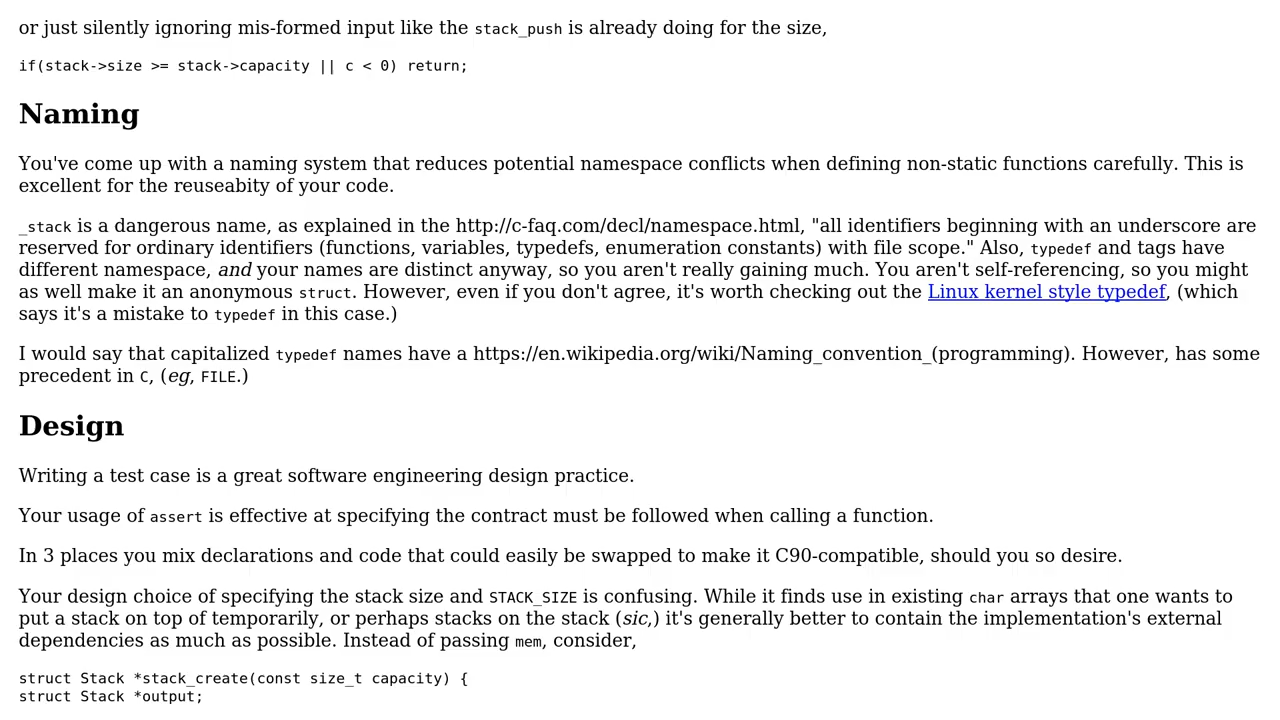 or just silently ignoring mis-formed input like the stack_push is already doing for the size,
if(stack->size >= stack->capacity || c < 0) return;
Naming
You've come up with a naming system that reduces potential namespace conflicts when defining non-static functions carefully. This is
excellent for the reuseabity of your code.
_stack is a dangerous name, as explained in the http://c-faq.com/decl/namespace.html, "all identifiers beginning with an underscore are
reserved for ordinary identifiers (functions, variables, typedefs, enumeration constants) with file scope." Also, typedef and tags have
different namespace, and your names are distinct anyway, so you aren't really gaining much. You aren't self-referencing, so you might
as well make it an anonymous struct. However, even if you don't agree, it's worth checking out the Linux kernel style typedef, (which
says it's a mistake to typedef in this case.)
I would say that capitalized typedef names have a https://en.wikipedia.org/wiki/Naming_convention_(programming). However, has some
precedent in C, (eg, FILE.)
Design
Writing a test case is a great software engineering design practice.
Your usage of assert is effective at specifying the contract must be followed when calling a function.
In 3 places you mix declarations and code that could easily be swapped to make it C90-compatible, should you so desire.
Your design choice of specifying the stack size and STACK_SIZE is confusing. While it finds use in existing char arrays that one wants to
put a stack on top of temporarily, or perhaps stacks on the stack (sic,) it's generally better to contain the implementation's external
dependencies as much as possible. Instead of passing mem, consider,
struct Stack *stack_create(const size_t capacity) {
struct Stack *output;